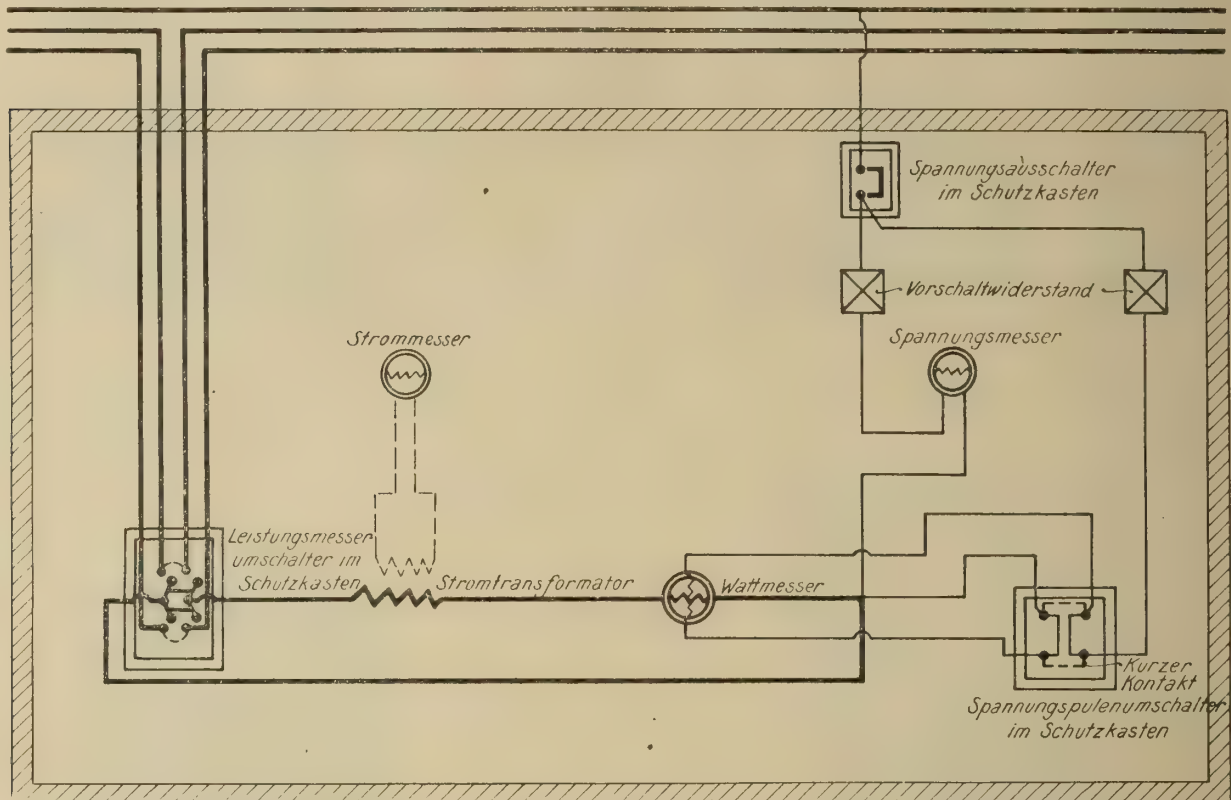 Spannungsausschalter
im Schutzkasten
Vorschaltwiderstand
Strommesser
Spannungsmesser
Leistungsmesser
umschalter im
Schutzkasten
Stromtransformator
Wattmesser
Kurzer
Kontakt
Spannungspulenumschalter
im Schutzkasten